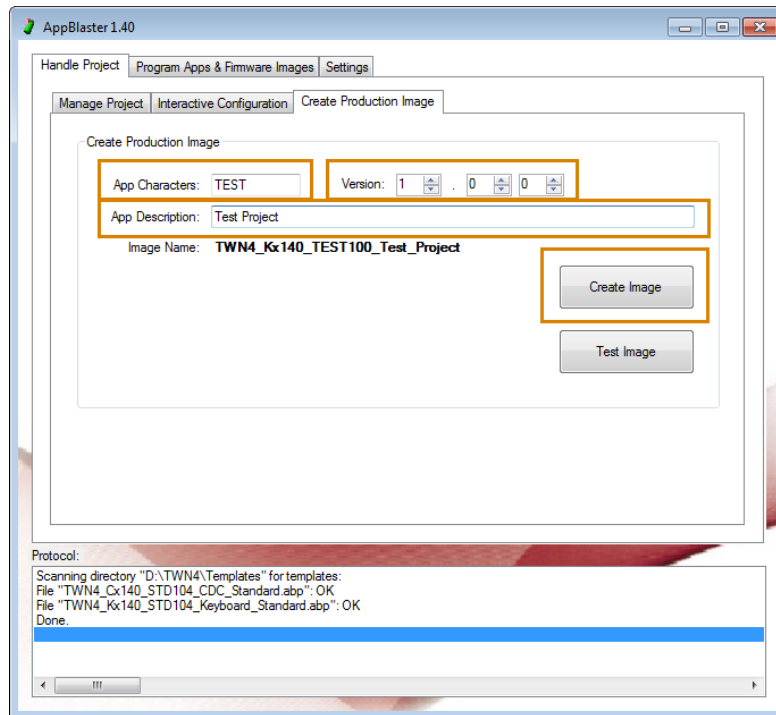 AppBlaster 1.40
Handle Project Program Apps & Firmware Images Settings
Manage Project Interactive Configuration Create Production Image
Create Production Image
App Characters: TEST Version: 1 . 0 0
App Description: Test Project
Image Name: TWN4_Kx140_TEST100_Test_Project
Create Image
Test Image
Protocol:
Scanning directory "D:\TWN4\Templates" for templates:
File "TWN4_Cx140_STD104_CDC_Standard.abp": OK
File "TWN4_Kx140_STD104_Keyboard_Standard.abp": OK
Done.